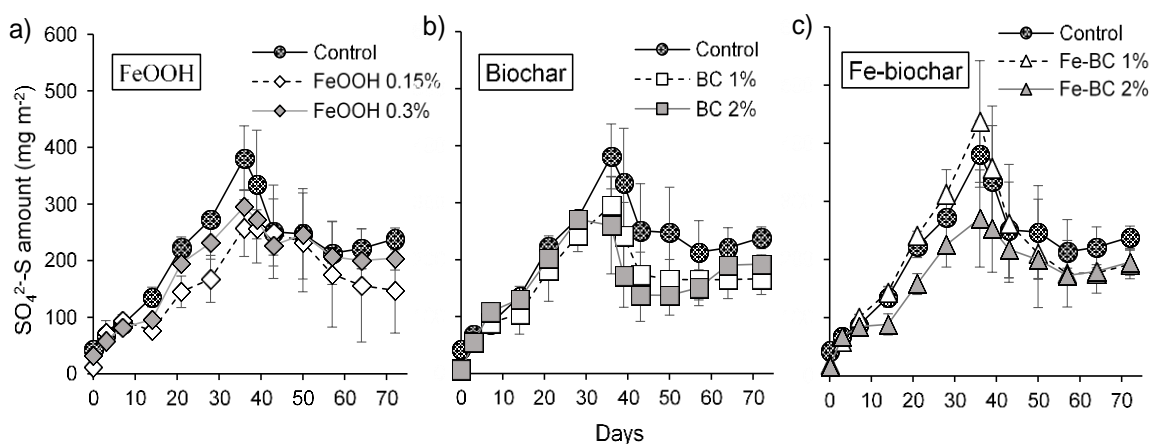 a)
FeOOH
Control
FeOOH 0.15%
FeOOH 0.3%
SO₄²⁻-S amount (mg m⁻²)
600
500
400
300
200
100
0
0 10 20 30 40 50 60 70
b)
Biochar
Control
BC 1%
BC 2%
0 10 20 30 40 50 60 70
Days
c)
Fe-biochar
Control
Fe-BC 1%
Fe-BC 2%
0 10 20 30 40 50 60 70